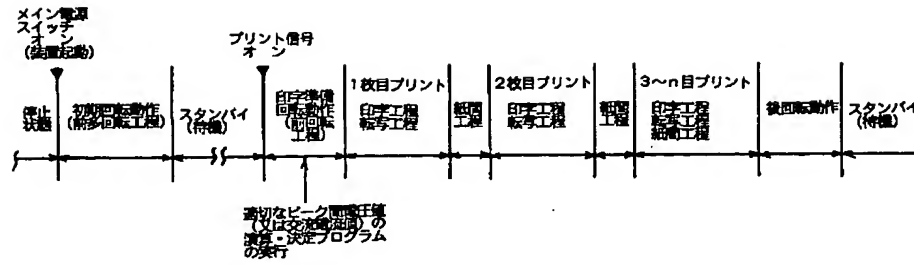 メイン電源
スイッチ
オン
(装置起動)
プリント信号
オン
1枚目プリント
2枚目プリント
3〜n目プリント
停止
状態
初期回転動作
(前多回転工程)
スタンバイ
(待機)
印字準備
回転動作
(前回転
工程)
印字工程
転写工程
紙間
工程
印字工程
転写工程
紙間
工程
印字工程
転写工程
紙間工程
後回転動作
スタンバイ
(待機)
適切なピーク間電圧値
(又は交流電流値)の
演算・決定プログラム
の実行